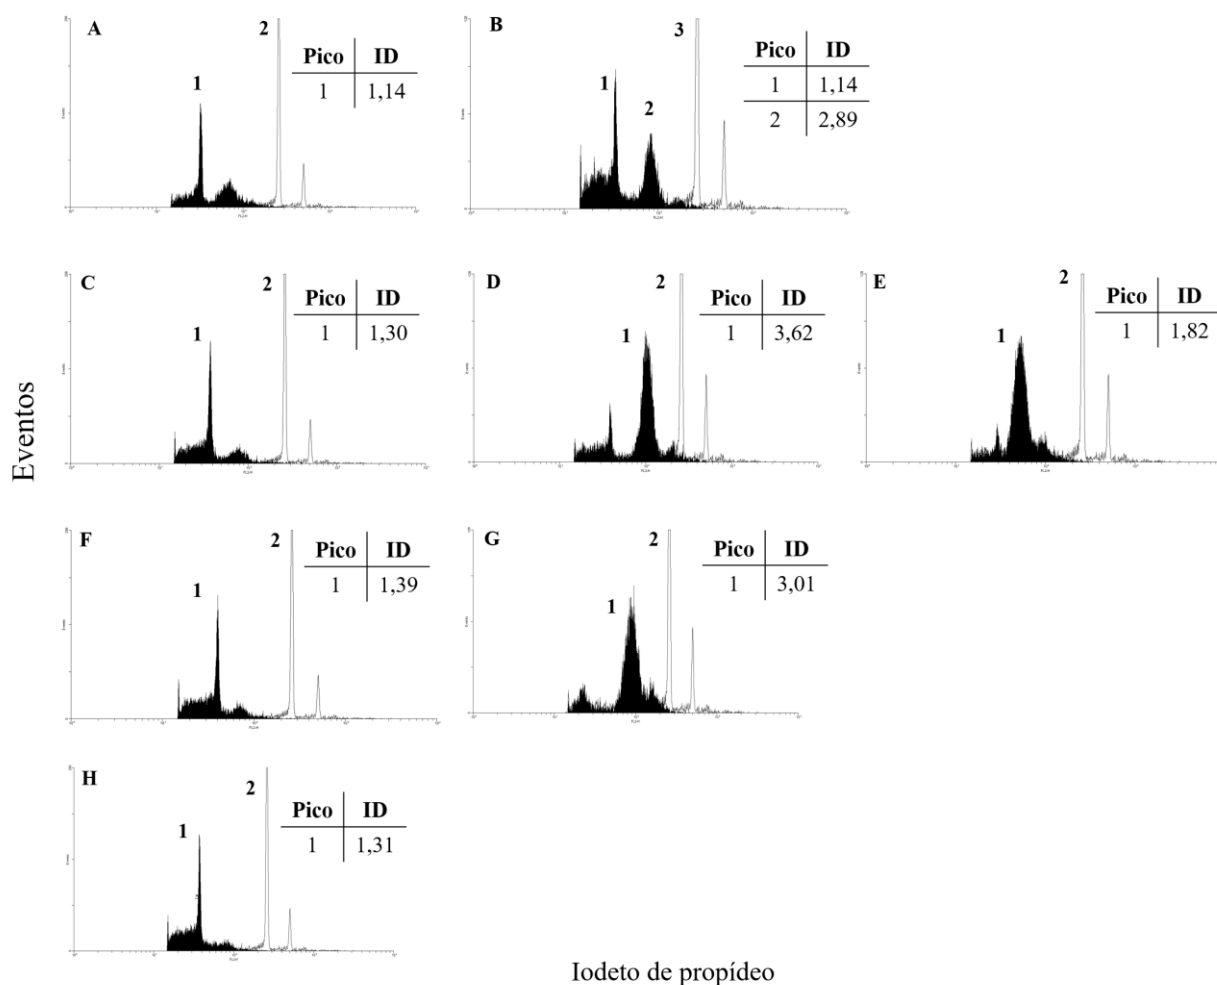 A
1
2
Pico ID
1 1,14
B
1
2
3
Pico ID
1 1,14
2 2,89
C
1
2
Pico ID
1 1,30
D
1
2
Pico ID
1 3,62
E
1
2
Pico ID
1 1,82
Eventos
F
1
2
Pico ID
1 1,39
G
1
2
Pico ID
1 3,01
H
1
2
Pico ID
1 1,31
Iodeto de propídeo